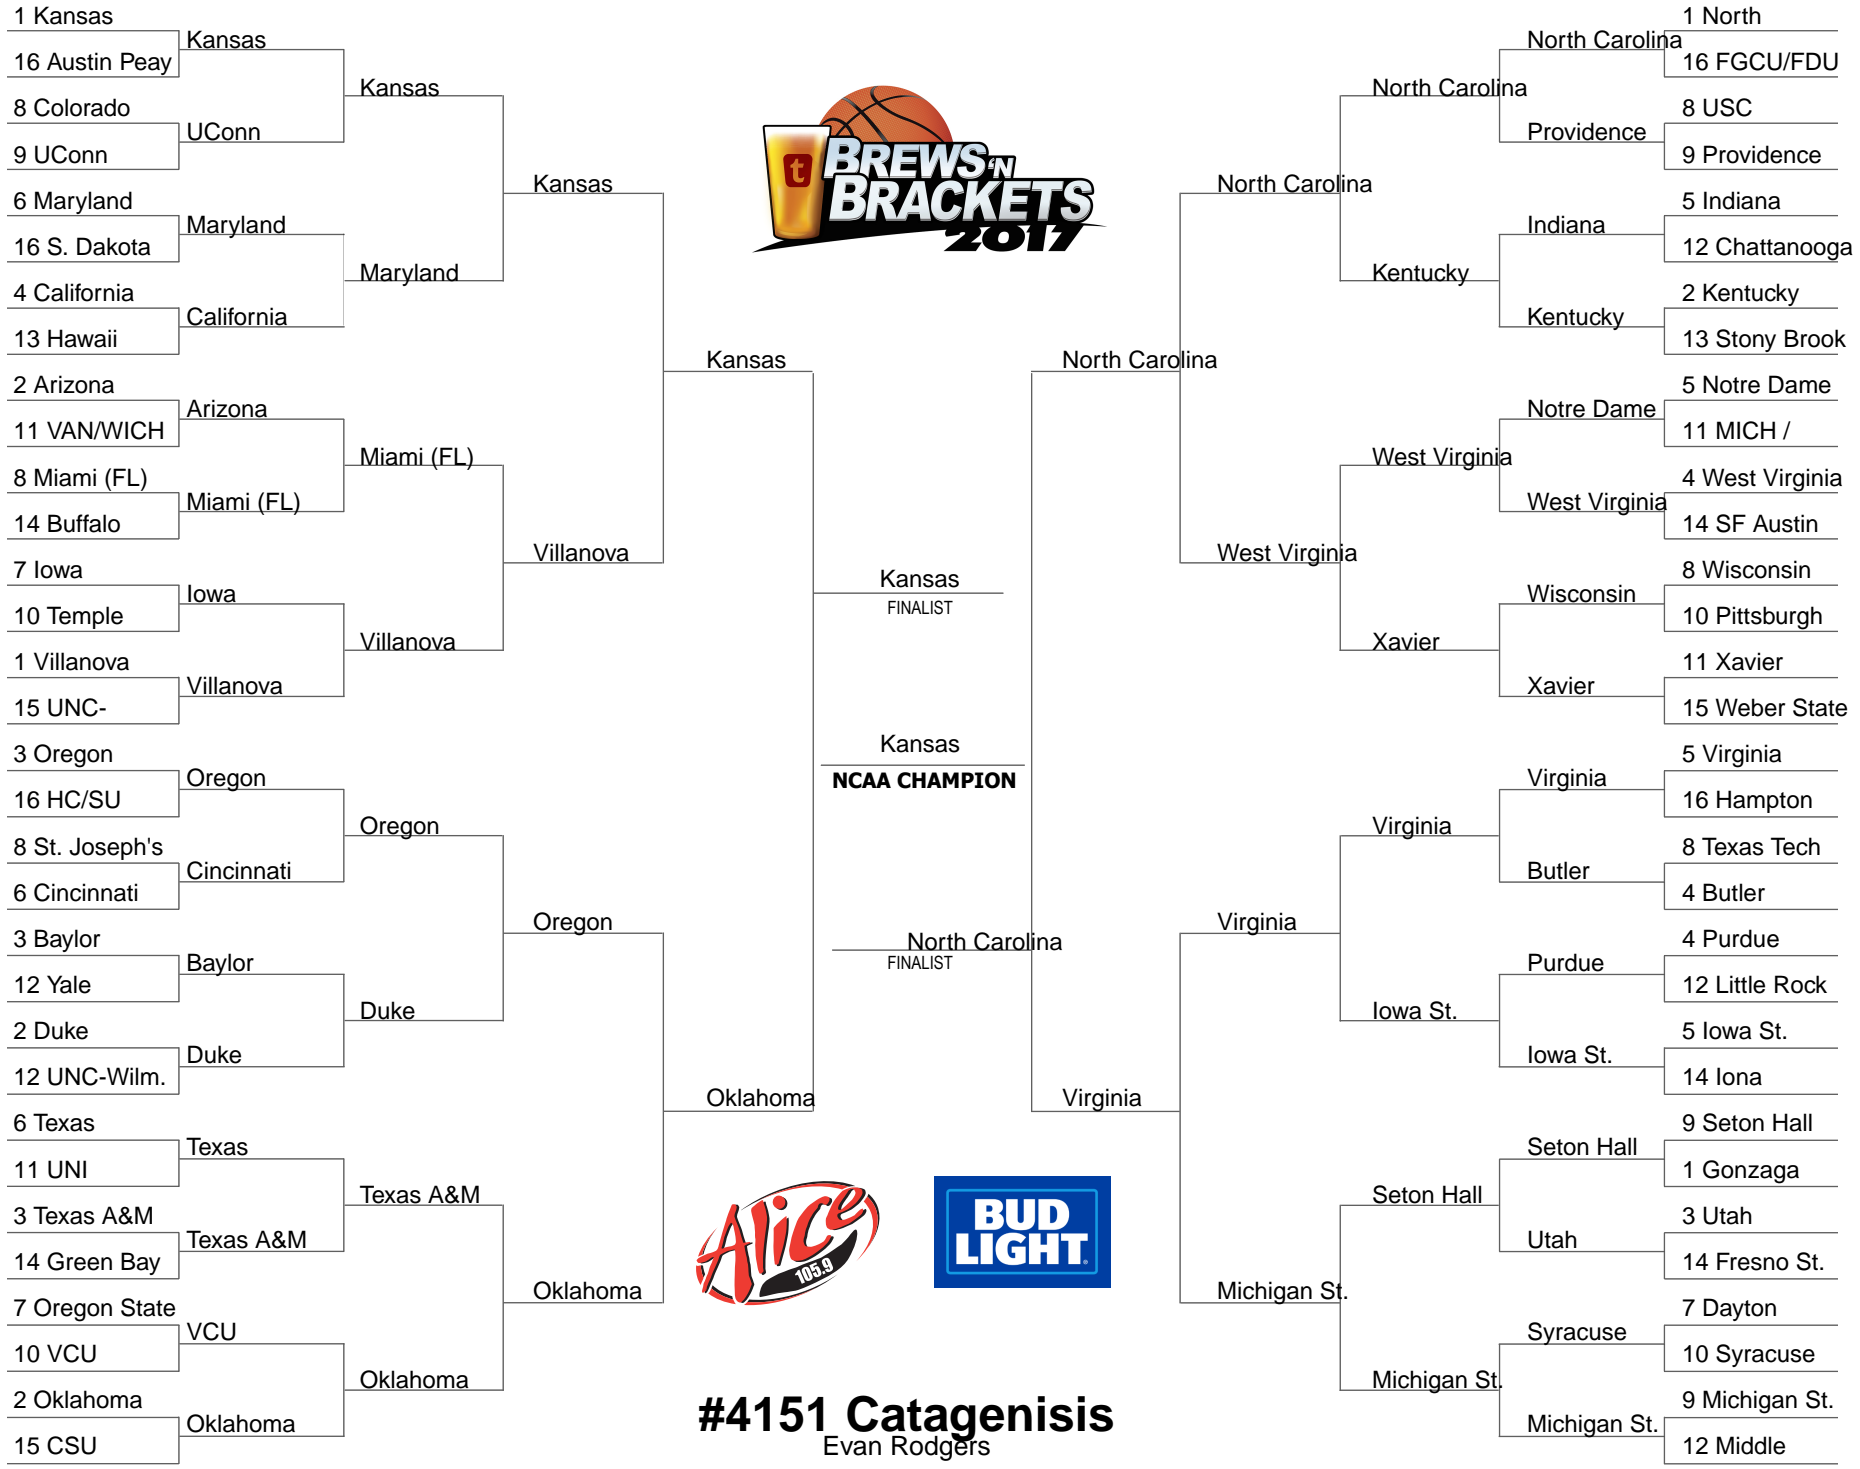 1 Kansas
16 Austin Peay
8 Colorado
9 UConn
6 Maryland
16 S. Dakota
4 California
13 Hawaii
2 Arizona
11 VAN/WICH
8 Miami (FL)
14 Buffalo
7 Iowa
10 Temple
1 Villanova
15 UNC-
3 Oregon
16 HC/SU
8 St. Joseph's
6 Cincinnati
3 Baylor
12 Yale
2 Duke
12 UNC-Wilm.
6 Texas
11 UNI
3 Texas A&M
14 Green Bay
7 Oregon State
10 VCU
2 Oklahoma
15 CSU
Kansas
UConn
Maryland
California
Arizona
Miami (FL)
Iowa
Villanova
Oregon
Cincinnati
Baylor
Duke
Texas
Texas A&M
VCU
Oklahoma
Kansas
Maryland
Miami (FL)
Villanova
Oregon
Duke
Texas A&M
Oklahoma
Kansas
Villanova
Oregon
Oklahoma
Kansas
Oklahoma
t
BREWS 'N
BRACKETS
2017
Kansas
FINALIST
Kansas
NCAA CHAMPION
North Carolina
FINALIST
Alice
105.9
BUD
LIGHT
#4151 Catagenisis
Evan Rodgers
North Carolina
Virginia
North Carolina
West Virginia
Virginia
Michigan St.
North Carolina
Kentucky
West Virginia
Xavier
Virginia
Iowa St.
Seton Hall
Michigan St.
North Carolina
Providence
Indiana
Kentucky
Notre Dame
West Virginia
Wisconsin
Xavier
Virginia
Butler
Purdue
Iowa St.
Seton Hall
Utah
Syracuse
Michigan St.
1 North
16 FGCU/FDU
8 USC
9 Providence
5 Indiana
12 Chattanooga
2 Kentucky
13 Stony Brook
5 Notre Dame
11 MICH /
4 West Virginia
14 SF Austin
8 Wisconsin
10 Pittsburgh
11 Xavier
15 Weber State
5 Virginia
16 Hampton
8 Texas Tech
4 Butler
4 Purdue
12 Little Rock
5 Iowa St.
14 Iona
9 Seton Hall
1 Gonzaga
3 Utah
14 Fresno St.
7 Dayton
10 Syracuse
9 Michigan St.
12 Middle